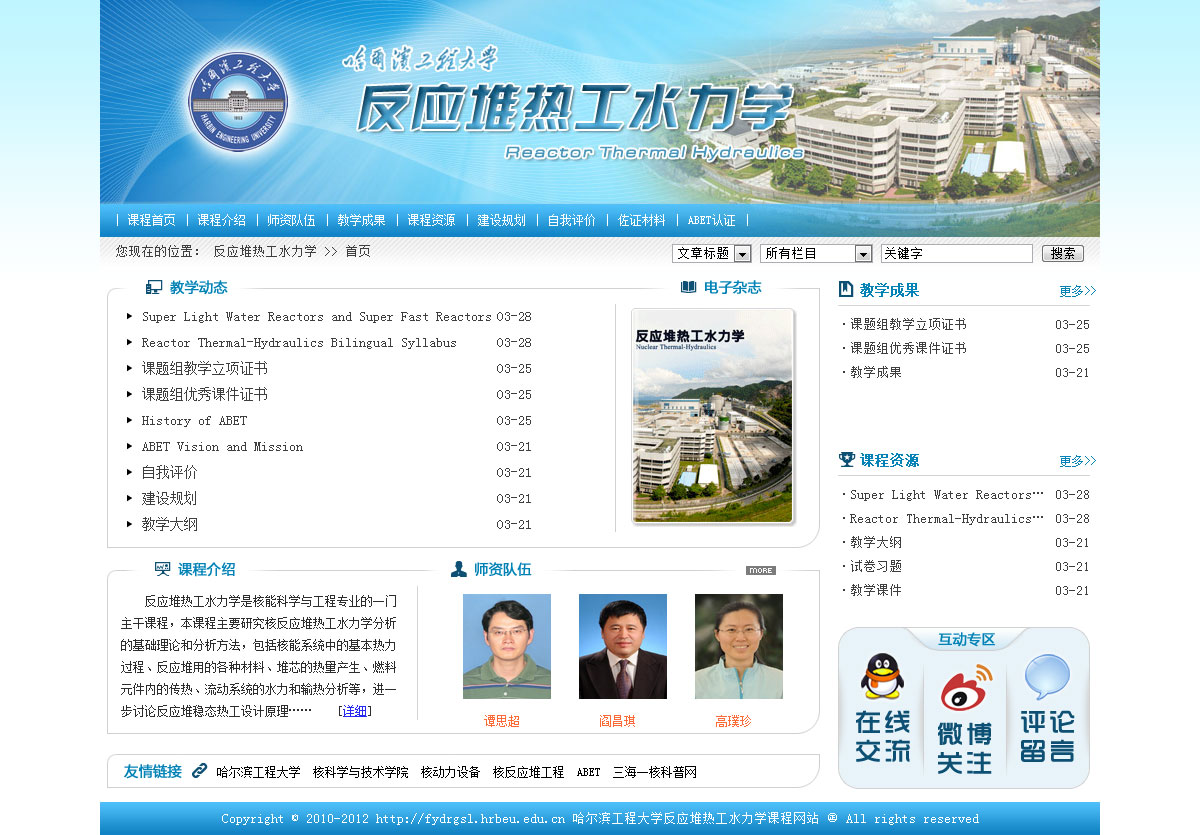 哈尔滨工程大学
哈尔滨工程大学
1953
HARBIN ENGINEERING UNIVERSITY
反应堆热工水力学
Reactor Thermal Hydraulics
| 课程首页 | 课程介绍 | 师资队伍 | 教学成果 | 课程资源 | 建设规划 | 自我评价 | 佐证材料 | ABET认证 |
您现在的位置: 反应堆热工水力学 >> 首页
文章标题 所有栏目 关键字 搜索
教学动态
Super Light Water Reactors and Super Fast Reactors 03-28
Reactor Thermal-Hydraulics Bilingual Syllabus 03-28
课题组教学立项证书 03-25
课题组优秀课件证书 03-25
History of ABET 03-25
ABET Vision and Mission 03-21
自我评价 03-21
建设规划 03-21
教学大纲 03-21
电子杂志
反应堆热工水力学
Nuclear Thermal-Hydraulics
教学成果 更多>>
·课题组教学立项证书 03-25
·课题组优秀课件证书 03-25
·教学成果 03-21
课程资源 更多>>
·Super Light Water Reactors… 03-28
·Reactor Thermal-Hydraulics… 03-28
·教学大纲 03-21
·试卷习题 03-21
·教学课件 03-21
课程介绍
反应堆热工水力学是核能科学与工程专业的一门
主干课程，本课程主要研究核反应堆热工水力学分析
的基础理论和分析方法，包括核能系统中的基本热力
过程、反应堆用的各种材料、堆芯的热量产生、燃料
元件内的传热、流动系统的水力和输热分析等，进一
步讨论反应堆稳态热工设计原理…… [详细]
师资队伍 MORE
谭思超 阎昌琪 高璞珍
互动专区
在线
交流
微博
关注
评论
留言
友情链接 哈尔滨工程大学 核科学与技术学院 核动力设备 核反应堆工程 ABET 三海一核科普网
Copyright © 2010-2012 http://fydrgsl.hrbeu.edu.cn 哈尔滨工程大学反应堆热工水力学课程网站 ® All rights reserved